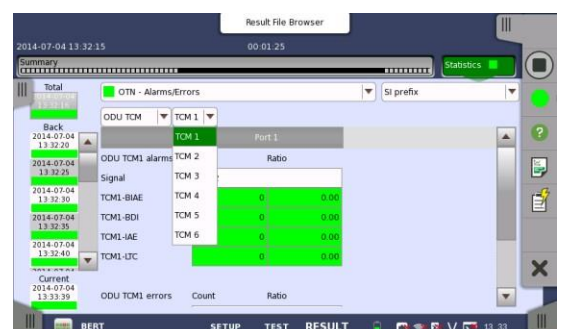 Result File Browser
2014-07-04 13:32:15 00:01:25
Summary
Statistics
Total
13:32:16
OTN - Alarms/Errors
SI prefix
ODU TCM
TCM 1
Back
2014-07-04
13:32:20
2014-07-04
13:32:25
2014-07-04
13:32:30
2014-07-04
13:32:35
2014-07-04
13:32:40
Current
2014-07-04
13:33:39
TCM 1
TCM 2
TCM 3
TCM 4
TCM 5
TCM 6
Port 1
ODU TCM1 alarms Ratio
Signal
TCM1-BIAE 0 0.00
TCM1-BDI 0 0.00
TCM1-IAE 0 0.00
TCM1-LTC 0 0.00
ODU TCM1 errors Count Ratio
BERT SETUP TEST RESULT 13:33